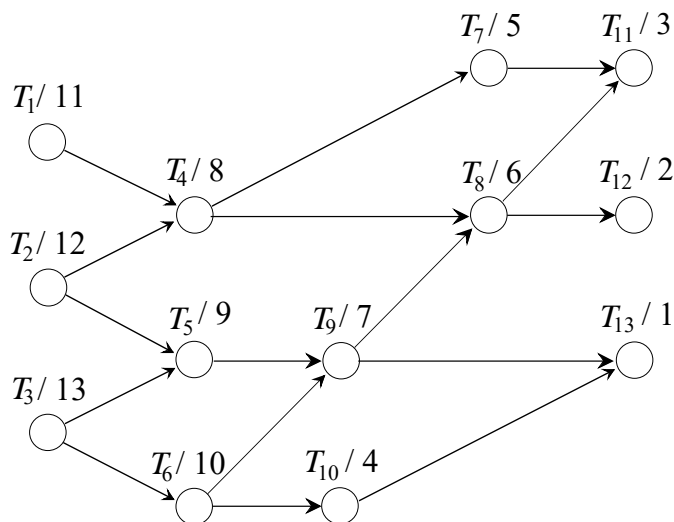 T₇ / 5
T₁₁ / 3
T₁ / 11
T₄ / 8
T₈ / 6
T₁₂ / 2
T₂ / 12
T₅ / 9
T₉ / 7
T₁₃ / 1
T₃ / 13
T₆ / 10
T₁₀ / 4